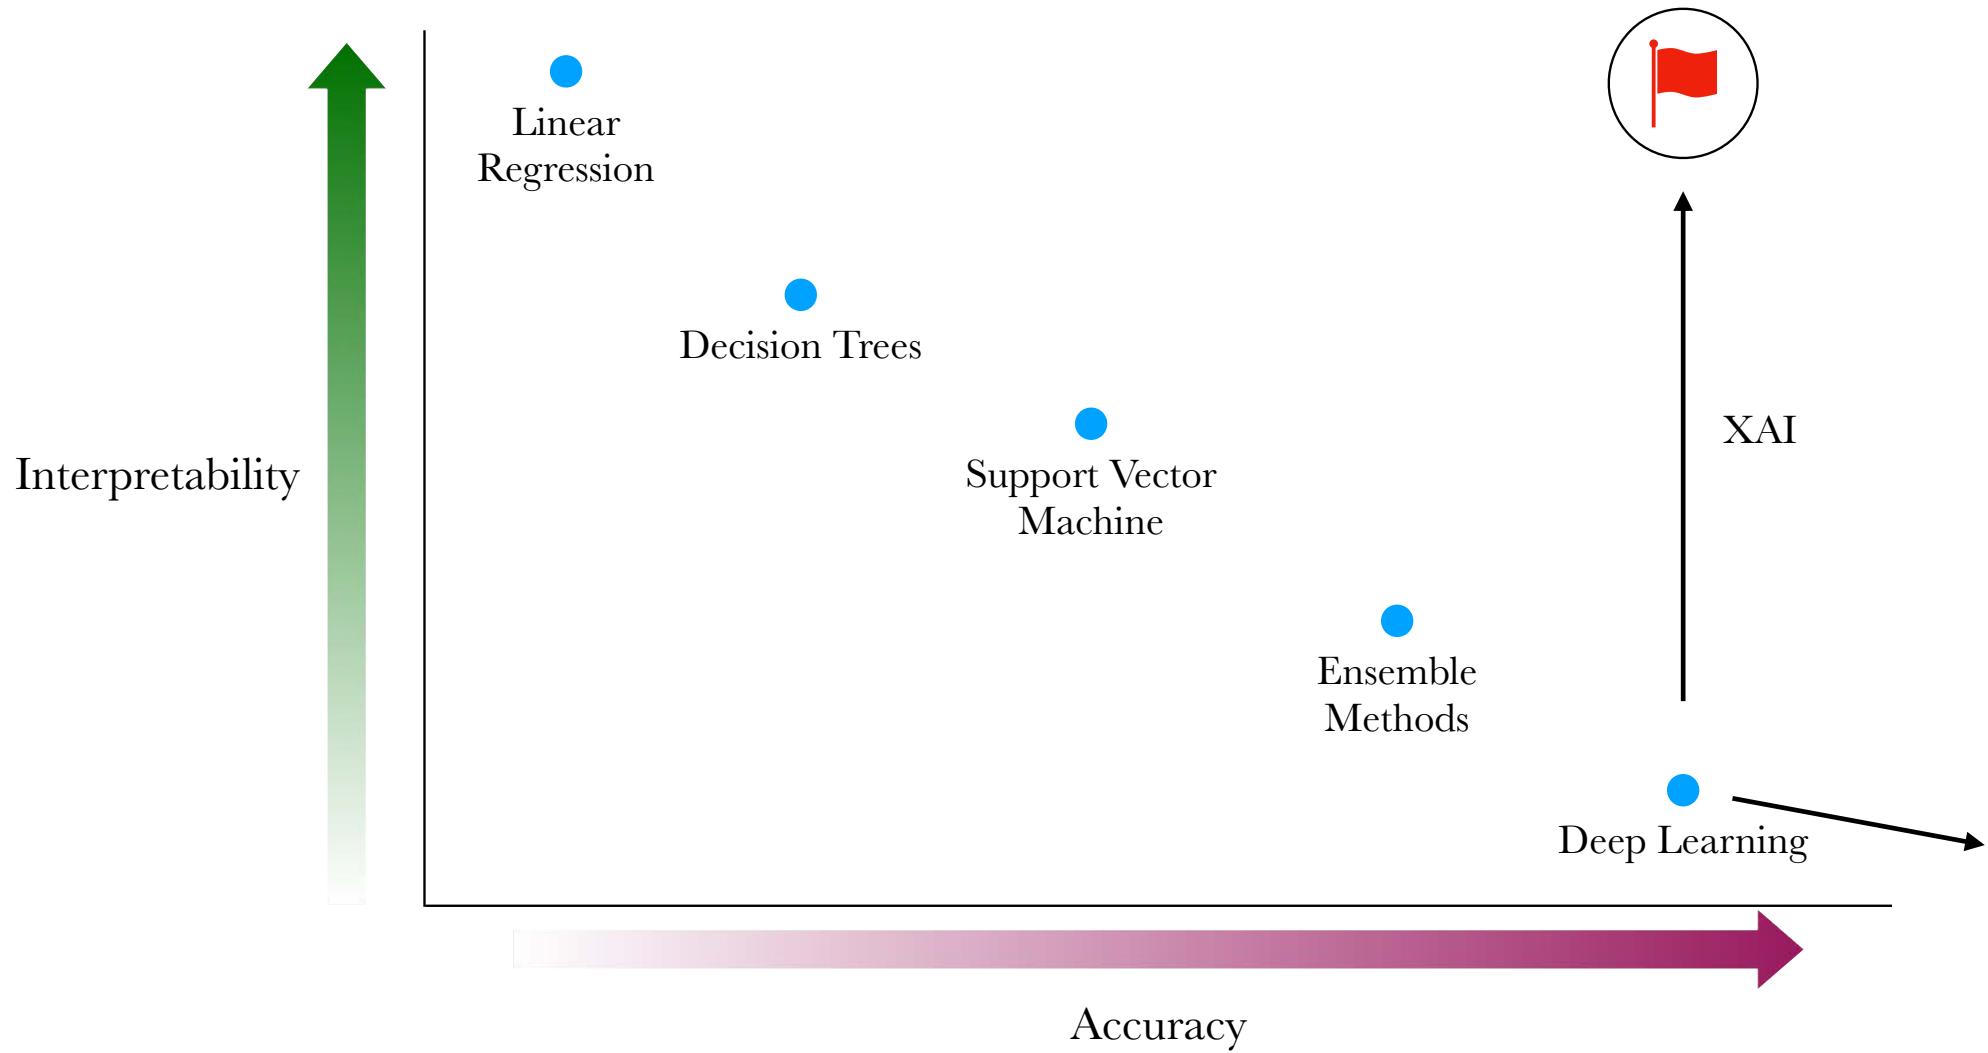 Linear
Regression
Decision Trees
Support Vector
Machine
Ensemble
Methods
Deep Learning
XAI
Interpretability
Accuracy